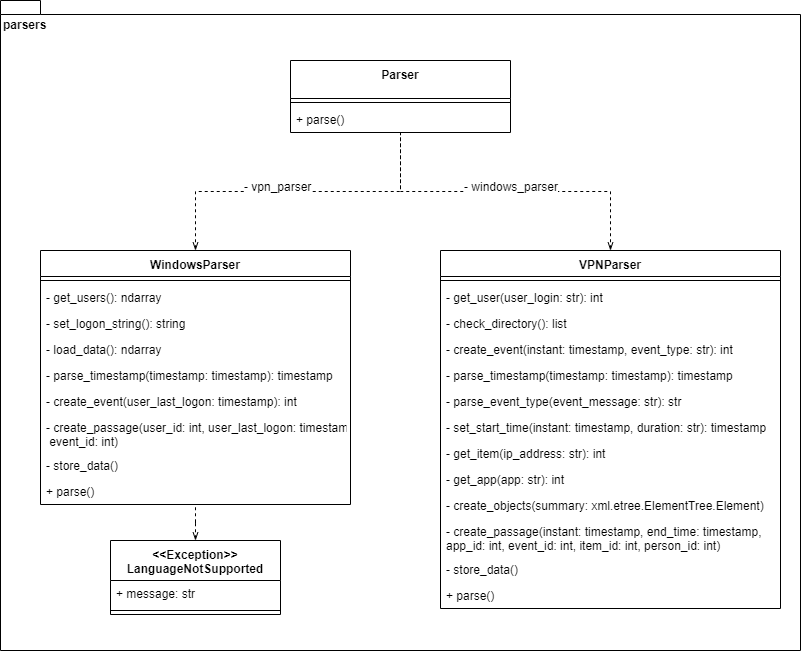 parsers
Parser
+ parse()
- vpn_parser
- windows_parser
WindowsParser
- get_users(): ndarray
- set_logon_string(): string
- load_data(): ndarray
- parse_timestamp(timestamp: timestamp): timestamp
- create_event(user_last_logon: timestamp): int
- create_passage(user_id: int, user_last_logon: timestam
event_id: int)
- store_data()
+ parse()
<<Exception>>
LanguageNotSupported
+ message: str
VPNParser
- get_user(user_login: str): int
- check_directory(): list
- create_event(instant: timestamp, event_type: str): int
- parse_timestamp(timestamp: timestamp): timestamp
- parse_event_type(event_message: str): str
- set_start_time(instant: timestamp, duration: str): timestamp
- get_item(ip_address: str): int
- get_app(app: str): int
- create_objects(summary: xml.etree.ElementTree.Element)
- create_passage(instant: timestamp, end_time: timestamp,
app_id: int, event_id: int, item_id: int, person_id: int)
- store_data()
+ parse()